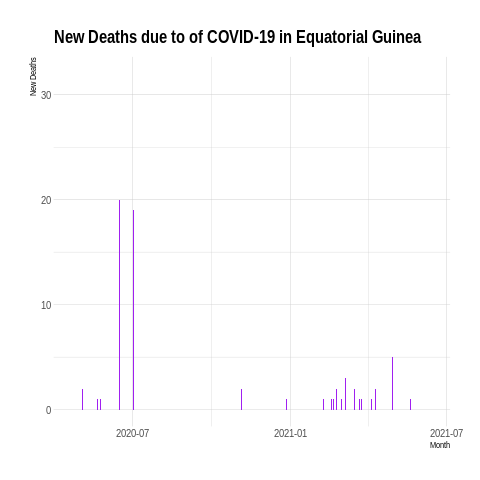 New Deaths due to of COVID-19 in Equatorial Guinea
New Deaths
30
20
10
0
2020-07 2021-01 2021-07
Month